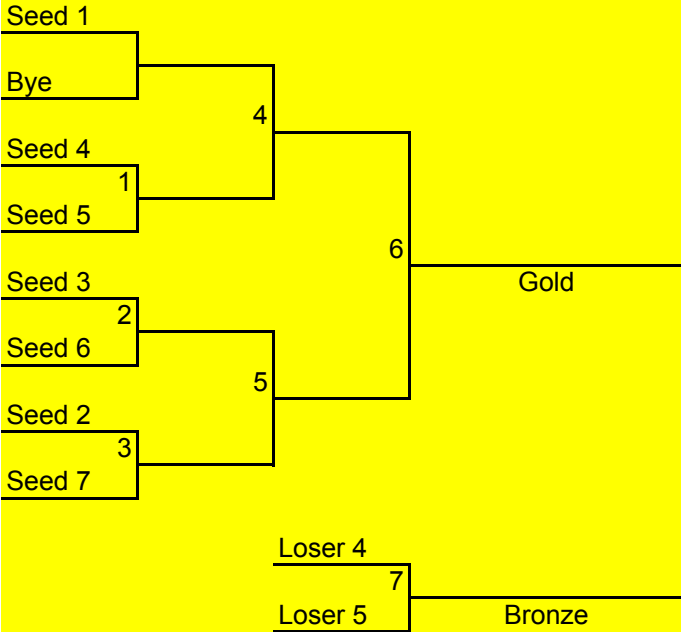 Seed 1
Bye
4
Seed 4
1
Seed 5
6
Seed 3
Gold
2
Seed 6
5
Seed 2
3
Seed 7
Loser 4
7
Loser 5
Bronze